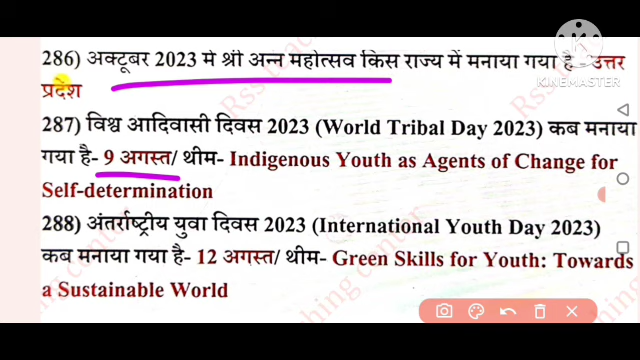 286) अक्टूबर 2023 में श्री अन्न महोत्सव किस राज्य में मनाया गया है- उत्तर
प्रदेश
287) विश्व आदिवासी दिवस 2023 (World Tribal Day 2023) कब मनाया
गया है- 9 अगस्त/ थीम- Indigenous Youth as Agents of Change for
Self-determination
288) अंतर्राष्ट्रीय युवा दिवस 2023 (International Youth Day 2023)
कब मनाया गया है- 12 अगस्त/ थीम- Green Skills for Youth: Towards
a Sustainable World
KINEMASTER